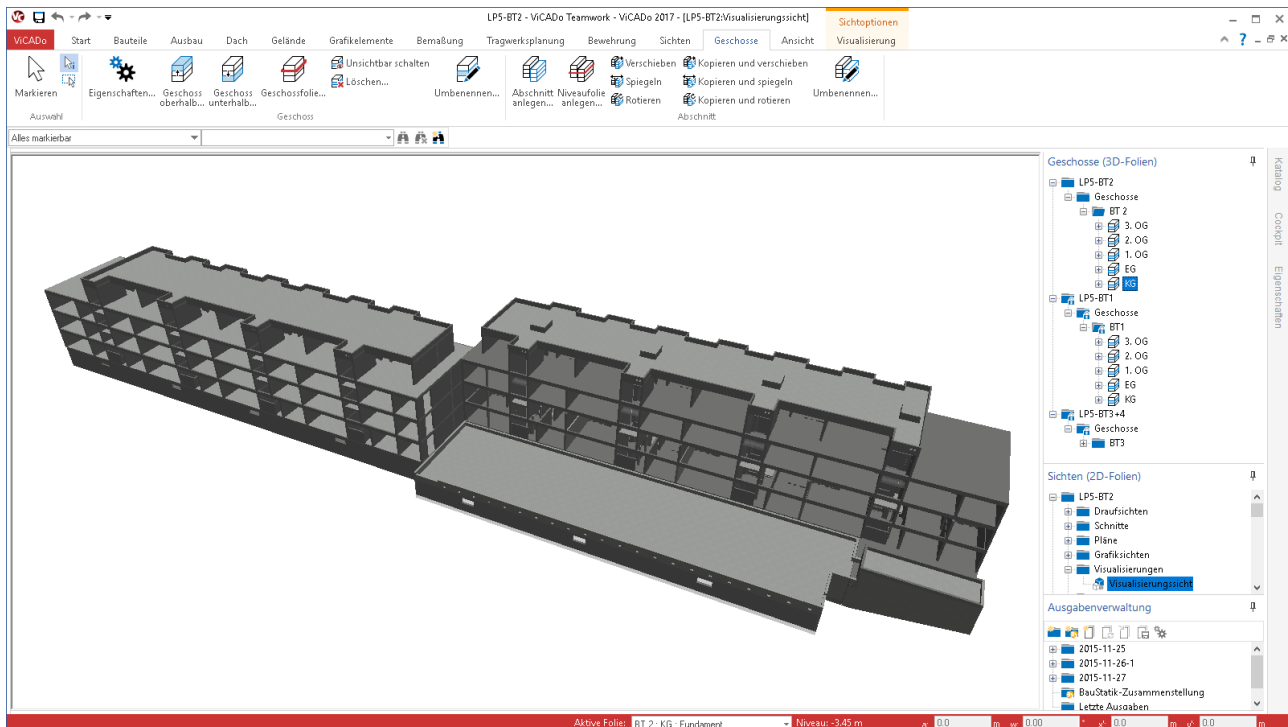 LP5-BT2 - ViCADo Teamwork - ViCADo 2017 - [LP5-BT2:Visualisierungssicht]
Sichtoptionen
ViCADo Start Bauteile Ausbau Dach Gelände Grafikelemente Bemaßung Tragwerksplanung Bewehrung Sichten Geschosse Ansicht Visualisierung
Markieren
Auswahl
Eigenschaften...
Geschoss oberhalb...
Geschoss unterhalb...
Geschossfolie...
Unsichtbar schalten
Löschen...
Umbenennen...
Geschoss
Abschnitt anlegen...
Niveaufolie anlegen...
Verschieben
Spiegeln
Rotieren
Kopieren und verschieben
Kopieren und spiegeln
Kopieren und rotieren
Umbenennen...
Abschnitt
Alles markierbar
Geschosse (3D-Folien)
LP5-BT2
Geschosse
BT 2
3. OG
2. OG
1. OG
EG
KG
LP5-BT1
Geschosse
BT1
3. OG
2. OG
1. OG
EG
KG
LP5-BT3+4
Geschosse
BT3
Sichten (2D-Folien)
LP5-BT2
Draufsichten
Schnitte
Pläne
Grafiksichten
Visualisierungen
Visualisierungssicht
Ausgabenverwaltung
2015-11-25
2015-11-26-1
2015-11-27
BauStatik-Zusammenstellung
Letzte Ausgaben
Katalog
Cockpit
Eigenschaften
Aktive Folie: BT 2 : KG : Fundament Niveau: -3.45 m 0.0 m w: 0.00 ° x': 0.0 m y': 0.0 m